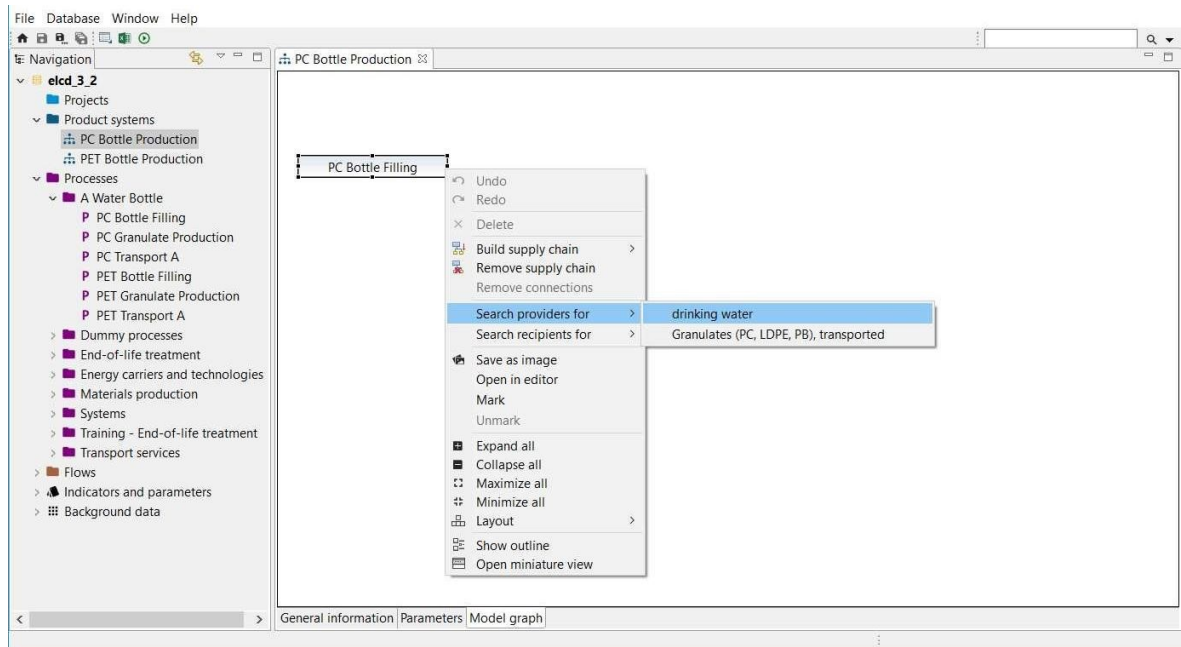 File Database Window Help
Navigation
elcd_3_2
Projects
Product systems
PC Bottle Production
PET Bottle Production
Processes
A Water Bottle
P PC Bottle Filling
P PC Granulate Production
P PC Transport A
P PET Bottle Filling
P PET Granulate Production
P PET Transport A
Dummy processes
End-of-life treatment
Energy carriers and technologies
Materials production
Systems
Training - End-of-life treatment
Transport services
Flows
Indicators and parameters
Background data
PC Bottle Production
PC Bottle Filling
Undo
Redo
Delete
Build supply chain
Remove supply chain
Remove connections
Search providers for
Search recipients for
Save as image
Open in editor
Mark
Unmark
Expand all
Collapse all
Maximize all
Minimize all
Layout
Show outline
Open miniature view
drinking water
Granulates (PC, LDPE, PB), transported
General information Parameters Model graph